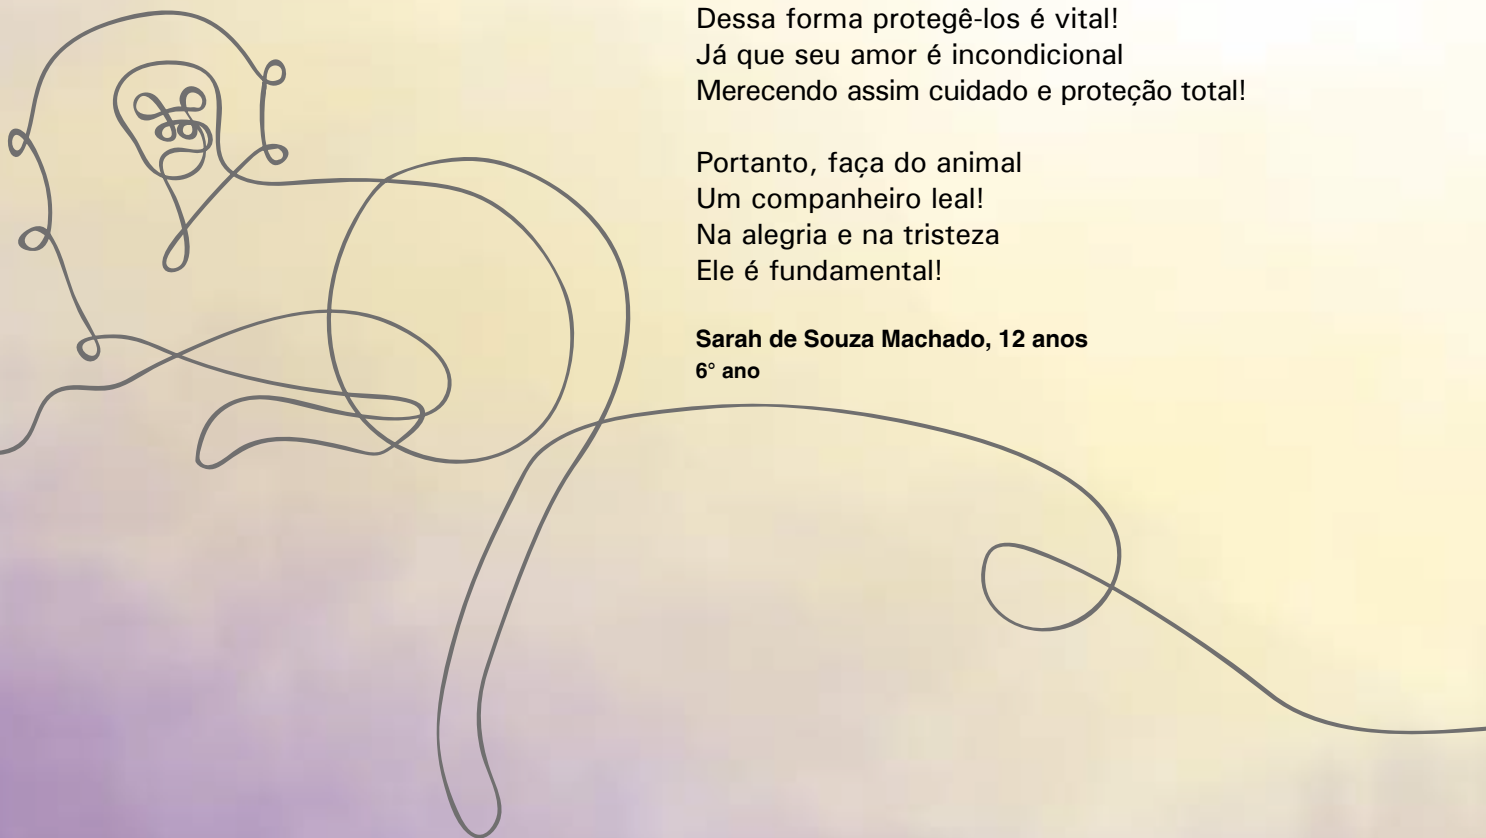 Dessa forma protegê-los é vital!
Já que seu amor é incondicional
Merecendo assim cuidado e proteção total!
Portanto, faça do animal
Um companheiro leal!
Na alegria e na tristeza
Ele é fundamental!
Sarah de Souza Machado, 12 anos
6° ano